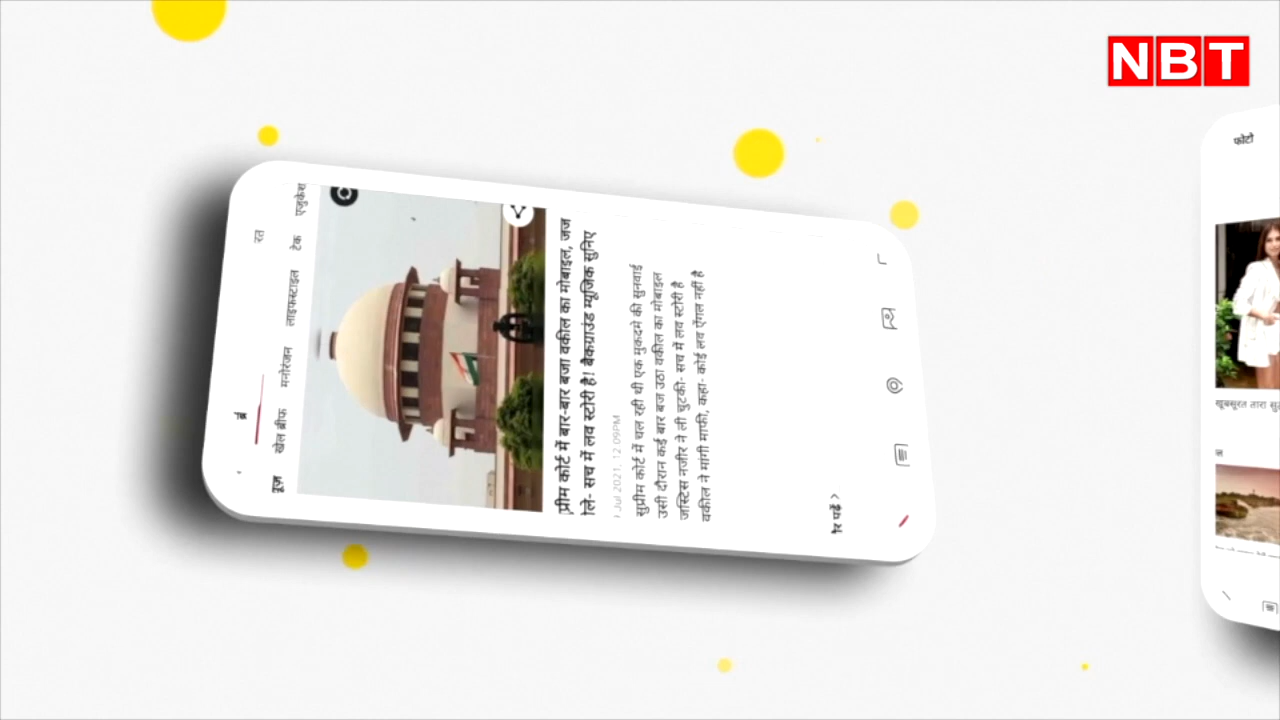 NBT
एजुकेश
टेक
लाइफस्टाइल
मनोरंजन
खेल
ब्रीफ
न्यूज़
प्रीम कोर्ट में बार-बार बजा वकील का मोबाइल, जज
ले- सच में लव स्टोरी है! बैकग्राउंड म्यूजिक सुनिए
Jul 2021, 12:09PM
सुप्रीम कोर्ट में चल रही थी एक मुकदमे की सुनवाई
उसी दौरान कई बार बज उठा वकील का मोबाइल
जस्टिस नजीर ने ली चुटकी- सच में लव स्टोरी है
वकील ने मांगी माफी, कहा- कोई लव ऐंगल नहीं है
फोटो
खूबसूरत तारा सु